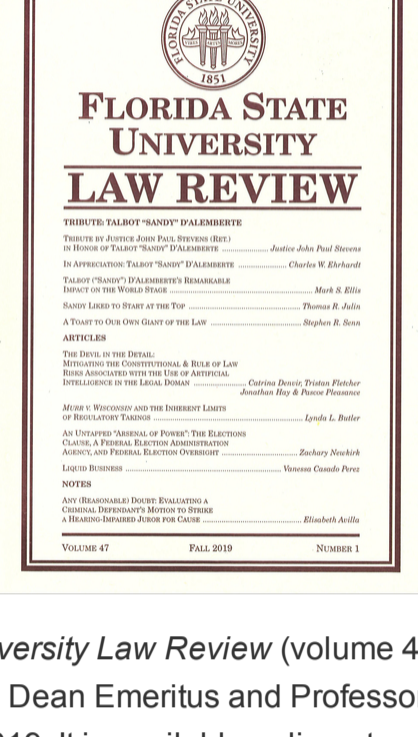 FLORIDA STATE UNIVERSITY
1851
FLORIDA STATE
UNIVERSITY
LAW REVIEW
TRIBUTE: TALBOT "SANDY" D'ALEMBERTE
TRIBUTE BY JUSTICE JOHN PAUL STEVENS (RET.)
IN HONOR OF TALBOT "SANDY" D'ALEMBERTE .................... Justice John Paul Stevens
IN APPRECIATION: TALBOT "SANDY" D'ALEMBERTE .................... Charles W. Ehrhardt
TALBOT ("SANDY") D'ALEMBERTE'S REMARKABLE
IMPACT ON THE WORLD STAGE .................... Mark S. Ellis
SANDY LIKED TO START AT THE TOP .................... Thomas R. Julin
A TOAST TO OUR OWN GIANT OF THE LAW .................... Stephen R. Senn
ARTICLES
THE DEVIL IN THE DETAIL:
MITIGATING THE CONSTITUTIONAL & RULE OF LAW
RISKS ASSOCIATED WITH THE USE OF ARTIFICIAL
INTELLIGENCE IN THE LEGAL DOMAN .................... Catrina Denvir, Tristan Fletcher
Jonathan Hay & Pascoe Pleasance
MURR V. WISCONSIN AND THE INHERENT LIMITS
OF REGULATORY TAKINGS .................... Lynda L. Butler
AN UNTAPPED "ARSENAL OF POWER": THE ELECTIONS
CLAUSE, A FEDERAL ELECTION ADMINISTRATION
AGENCY, AND FEDERAL ELECTION OVERSIGHT .................... Zachary Newkirk
LIQUID BUSINESS .................... Vanessa Casado Perez
NOTES
ANY (REASONABLE) DOUBT: EVALUATING A
CRIMINAL DEFENDANT'S MOTION TO STRIKE
A HEARING-IMPAIRED JUROR FOR CAUSE .................... Elisabeth Avilla
VOLUME 47 FALL 2019 NUMBER 1
versity Law Review (volume 4
Dean Emeritus and Professo